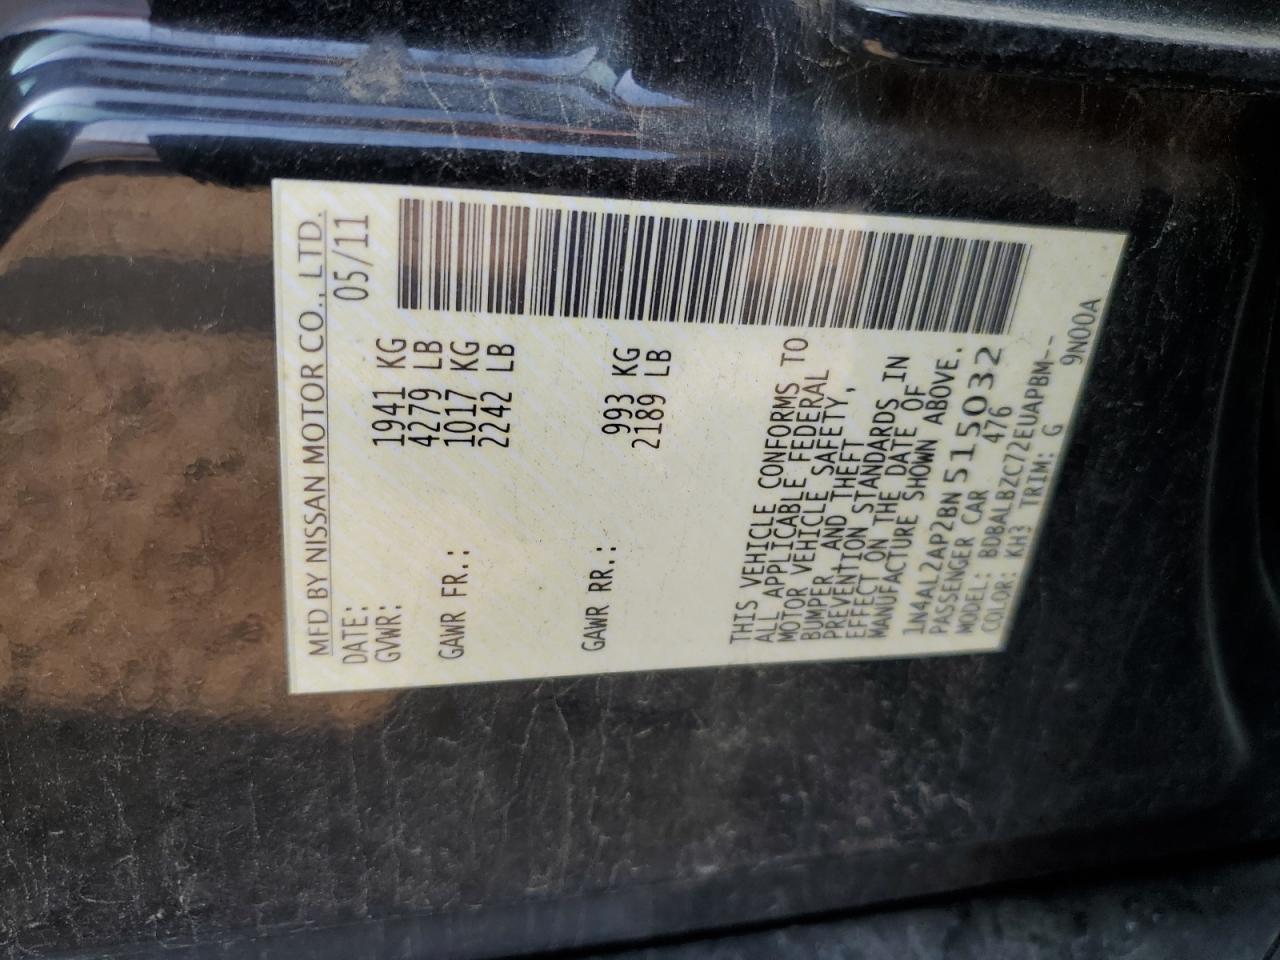 MFD BY NISSAN MOTOR CO., LTD.
DATE: 05/11
GVWR: 1941 KG
4279 LB
GAWR FR.: 1017 KG
2242 LB
GAWR RR.: 993 KG
2189 LB
THIS VEHICLE CONFORMS TO
ALL APPLICABLE FEDERAL
MOTOR VEHICLE SAFETY,
BUMPER AND THEFT
PREVENTION STANDARDS IN
EFFECT ON THE DATE OF
MANUFACTURE SHOWN ABOVE.
1N4AL2AP2BN515032
PASSENGER CAR 476
MODEL: BDBALBZC72EUAPBM--
COLOR: KH3 TRIM: G 9N00A